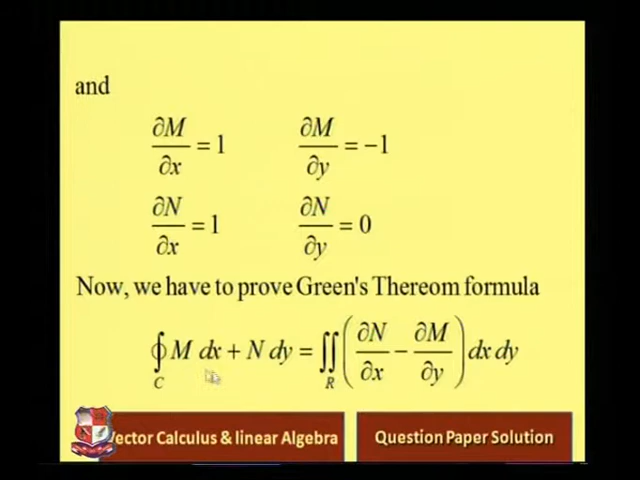 and
∂M/∂x = 1 ∂M/∂y = −1
∂N/∂x = 1 ∂N/∂y = 0
Now, we have to prove Green's Thereom formula
∮_C M dx + N dy = ∬_R (∂N/∂x − ∂M/∂y) dx dy
Vector Calculus & linear Algebra
Question Paper Solution